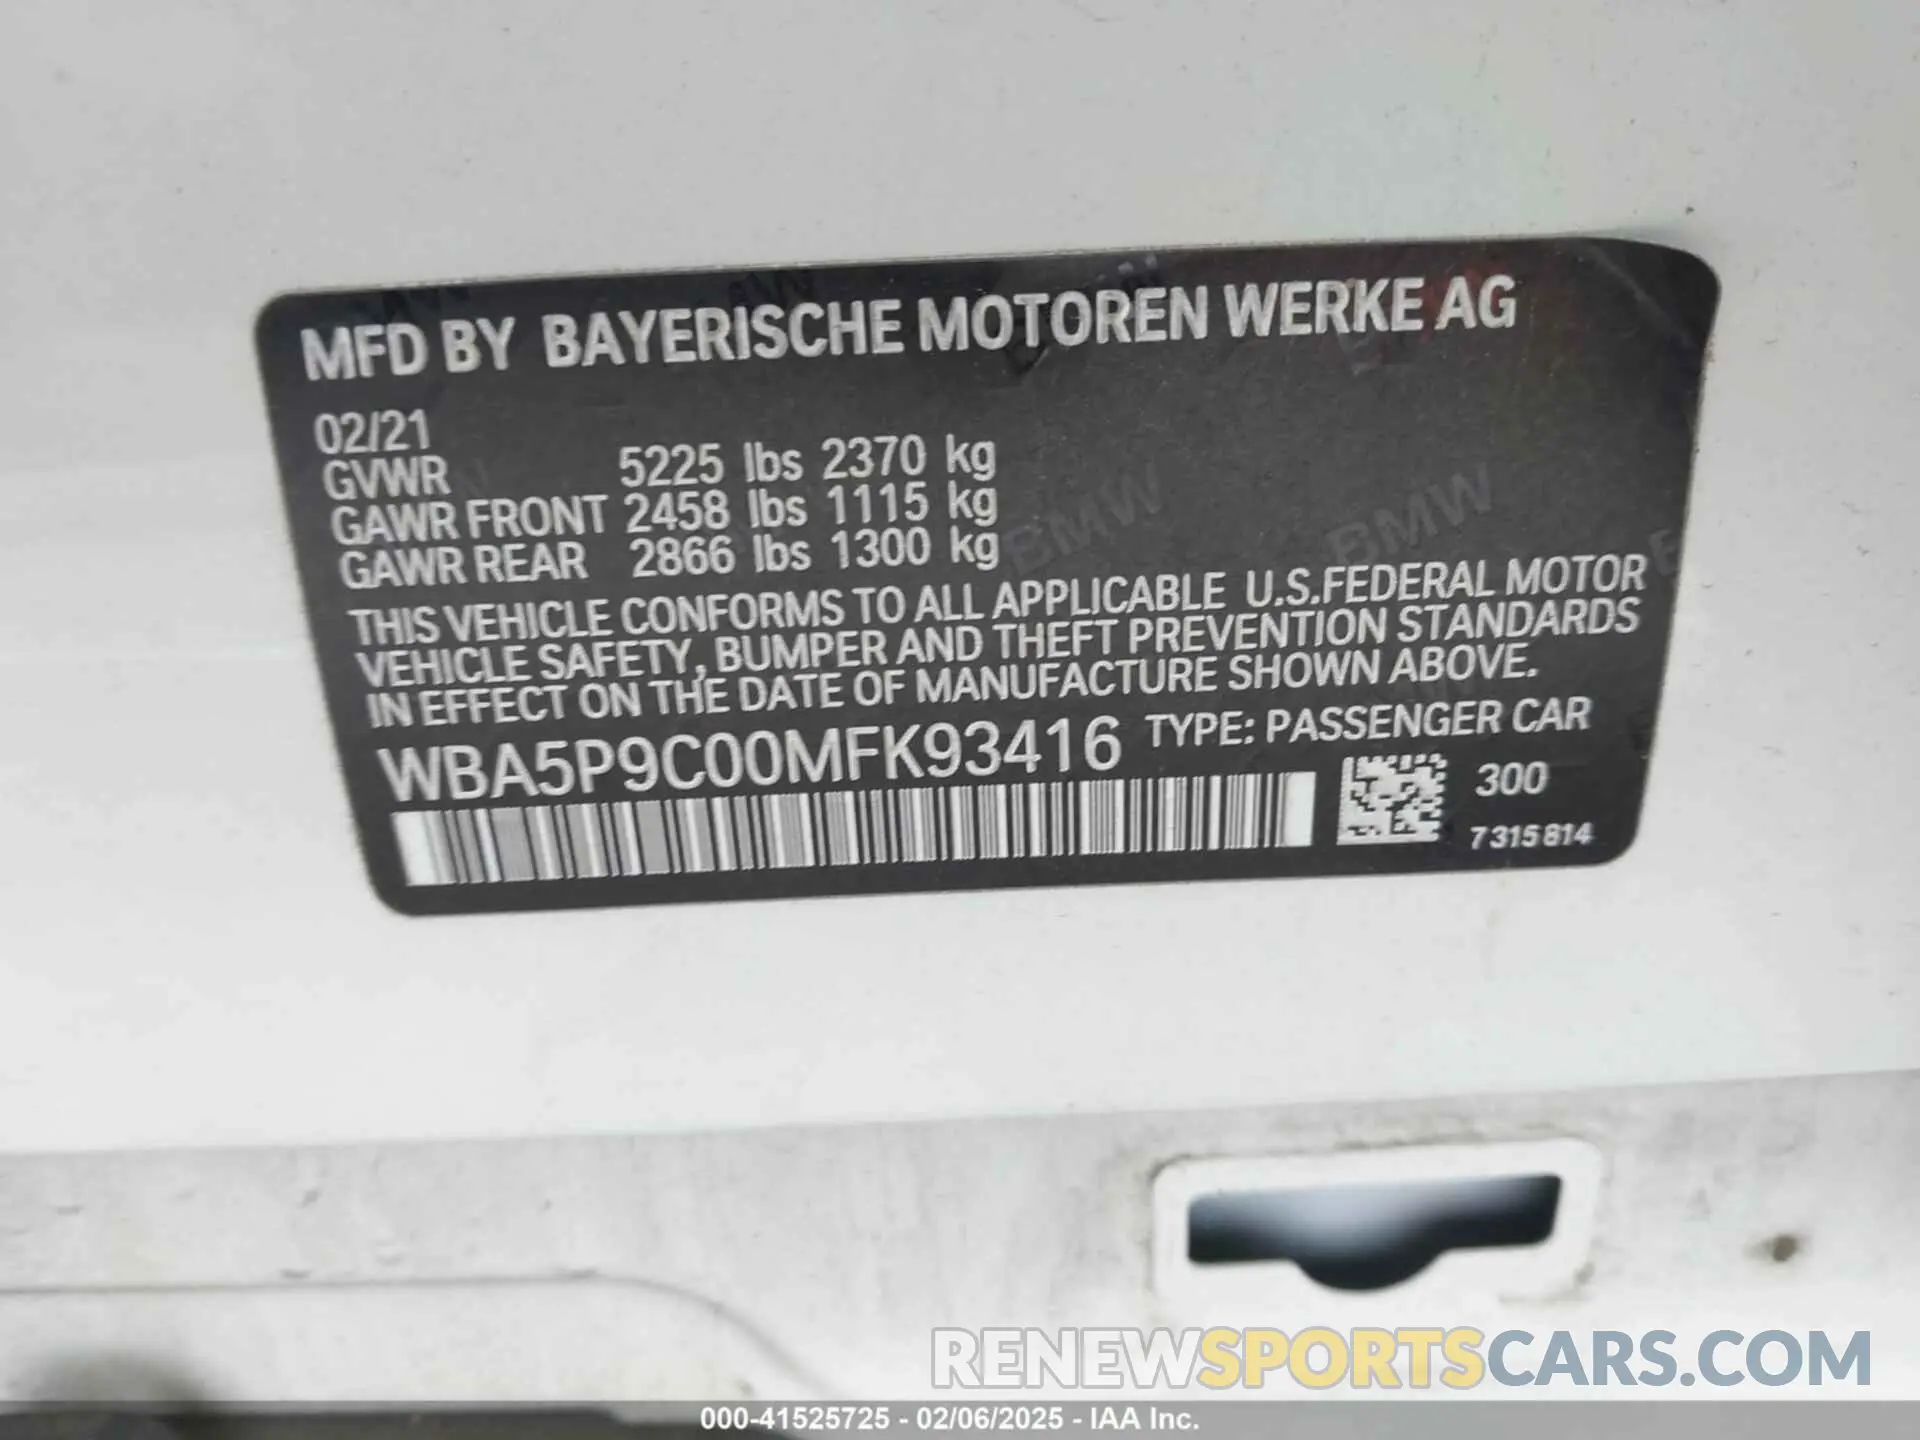 MFD BY BAYERISCHE MOTOREN WERKE AG
02/21
GVWR 5225 lbs 2370 kg
GAWR FRONT 2458 lbs 1115 kg
GAWR REAR 2866 lbs 1300 kg
THIS VEHICLE CONFORMS TO ALL APPLICABLE U.S.FEDERAL MOTOR
VEHICLE SAFETY, BUMPER AND THEFT PREVENTION STANDARDS
IN EFFECT ON THE DATE OF MANUFACTURE SHOWN ABOVE.
WBA5P9C00MFK93416 TYPE: PASSENGER CAR
300
7315814
RENEWSPORTSCARS.COM
000-41525725 - 02/06/2025 - IAA Inc.